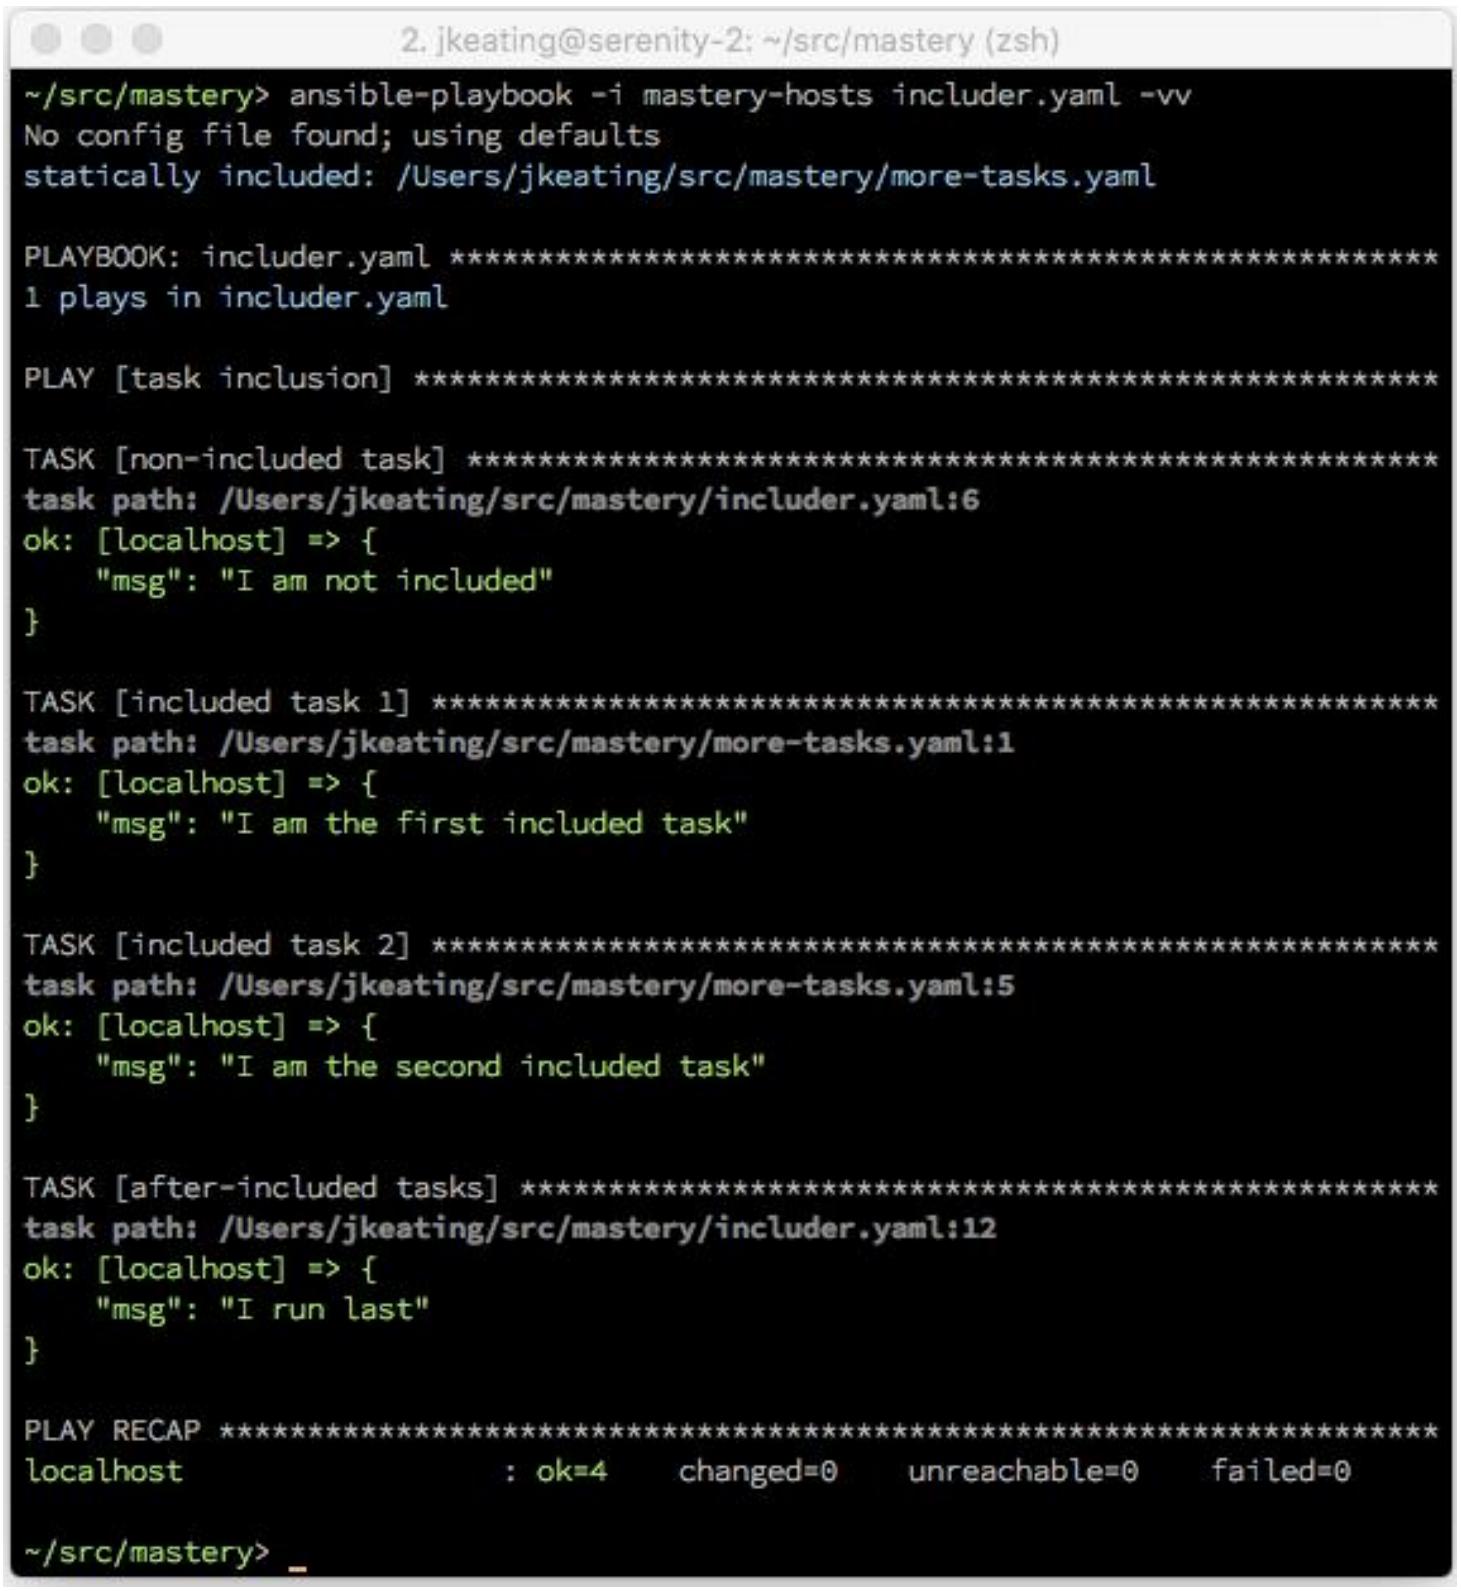 2. jkeating@serenity-2: ~/src/mastery (zsh)
~/src/mastery> ansible-playbook -i mastery-hosts includer.yaml -vv
No config file found; using defaults
statically included: /Users/jkeating/src/mastery/more-tasks.yaml
PLAYBOOK: includer.yaml ********************************************************
1 plays in includer.yaml
PLAY [task inclusion] **********************************************************
TASK [non-included task] *******************************************************
task path: /Users/jkeating/src/mastery/includer.yaml:6
ok: [localhost] => {
    "msg": "I am not included"
}
TASK [included task 1] *********************************************************
task path: /Users/jkeating/src/mastery/more-tasks.yaml:1
ok: [localhost] => {
    "msg": "I am the first included task"
}
TASK [included task 2] *********************************************************
task path: /Users/jkeating/src/mastery/more-tasks.yaml:5
ok: [localhost] => {
    "msg": "I am the second included task"
}
TASK [after-included tasks] ****************************************************
task path: /Users/jkeating/src/mastery/includer.yaml:12
ok: [localhost] => {
    "msg": "I run last"
}
PLAY RECAP *********************************************************************
localhost                  : ok=4    changed=0    unreachable=0    failed=0
~/src/mastery> _